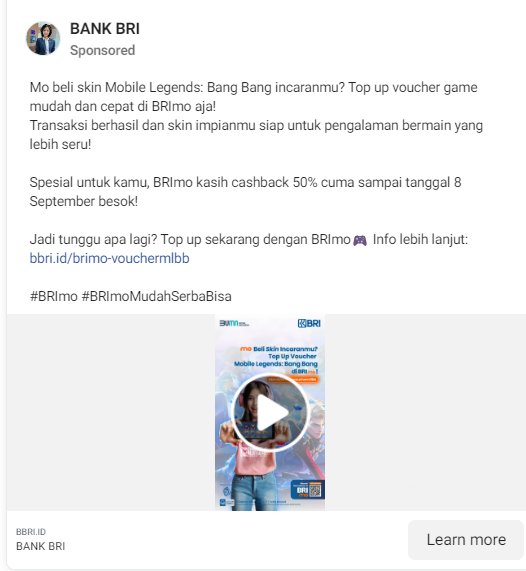 BANK BRI
Sponsored
Mo beli skin Mobile Legends: Bang Bang incaranmu? Top up voucher game
mudah dan cepat di BRImo aja!
Transaksi berhasil dan skin impianmu siap untuk pengalaman bermain yang
lebih seru!
Spesial untuk kamu, BRImo kasih cashback 50% cuma sampai tanggal 8
September besok!
Jadi tunggu apa lagi? Top up sekarang dengan BRImo🎮 Info lebih lanjut:
bbri.id/brimo-vouchermlbb
#BRImo #BRImoMudahSerbaBisa
BUMN
BRI
mo Beli Skin Incaranmu?
Top Up Voucher
Mobile Legends: Bang Bang
di BRImo !
BRI
mo
BBRI.ID
BANK BRI
Learn more